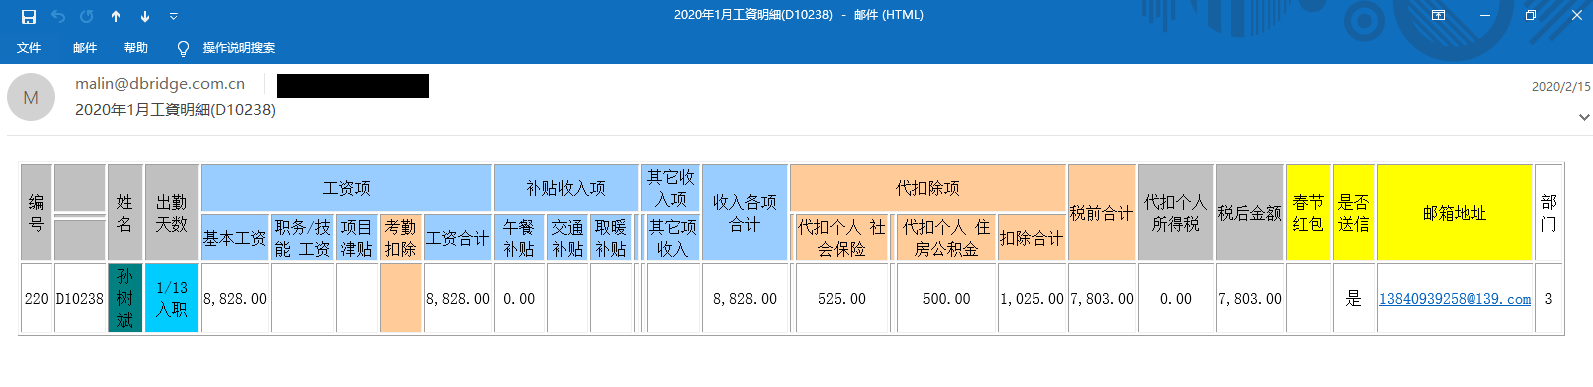 2020年1月工資明細(D10238) - 邮件 (HTML)
文件 邮件 帮助 操作说明搜索
M
malin@dbridge.com.cn
2020/2/15
2020年1月工資明細(D10238)
编号 姓名 出勤天数 工资项 补贴收入项 其它收入项 收入各项合计 代扣除项 税前合计 代扣个人所得税 税后金额 春节红包 是否送信 邮箱地址 部门
基本工资 职务/技能 工资 项目津贴 考勤扣除 工资合计 午餐补贴 交通补贴 取暖补贴 其它项收入 代扣个人 社会保险 代扣个人 住房公积金 扣除合计
220 D10238 孙树斌 1/13入职 8,828.00 8,828.00 0.00 8,828.00 525.00 500.00 1,025.00 7,803.00 0.00 7,803.00 是 13840939258@139.com 3